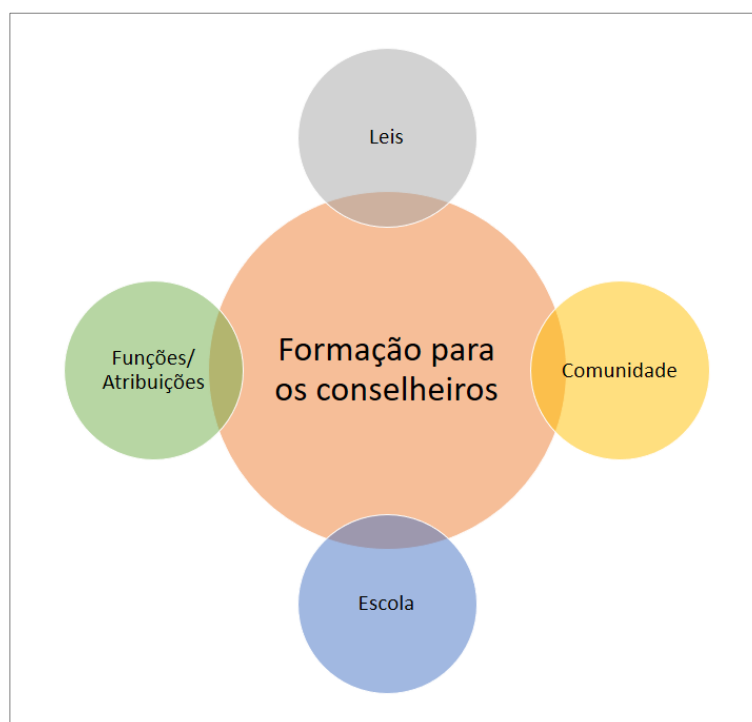 Leis
Funções/
Atribuições
Formação para
os conselheiros
Comunidade
Escola